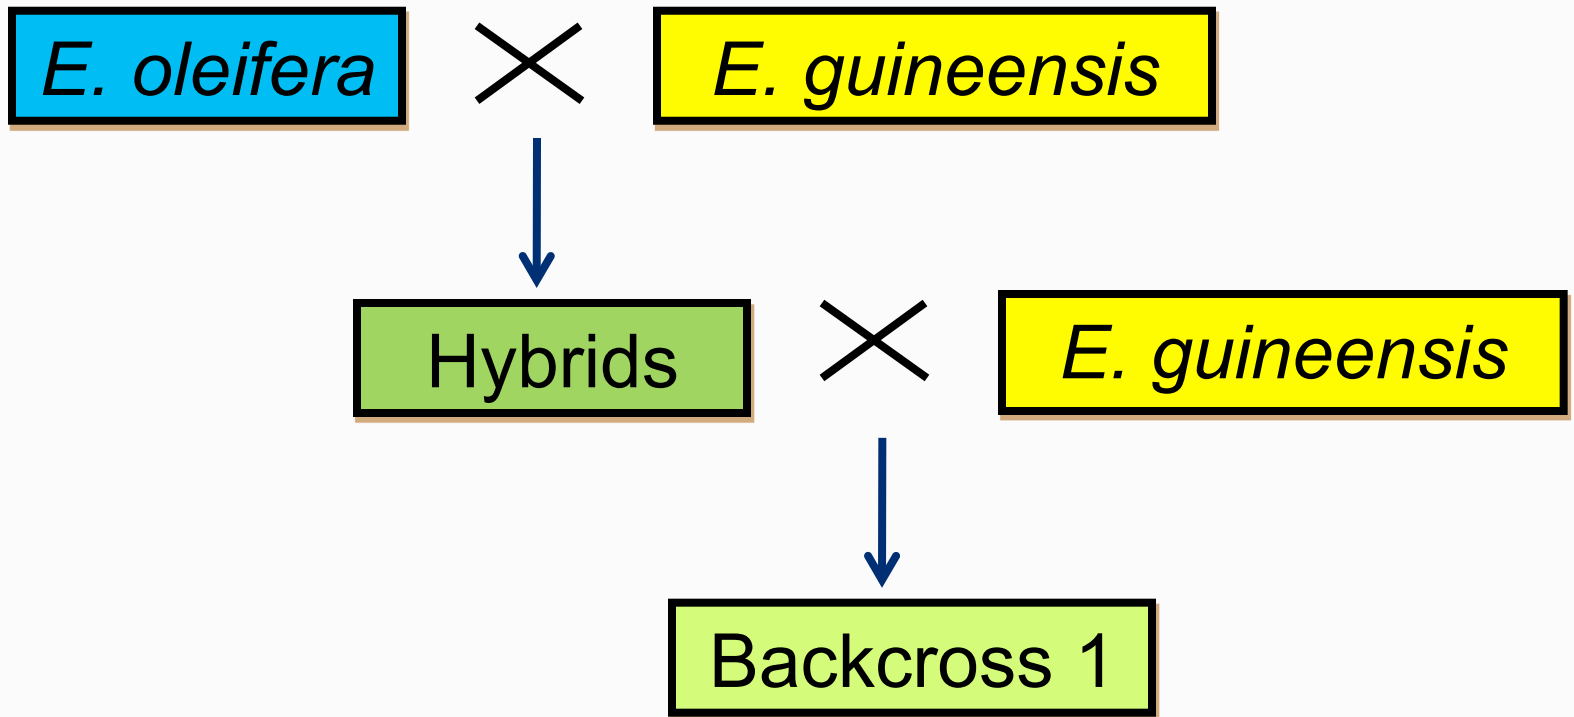 E. oleifera
E. guineensis
Hybrids
E. guineensis
Backcross 1